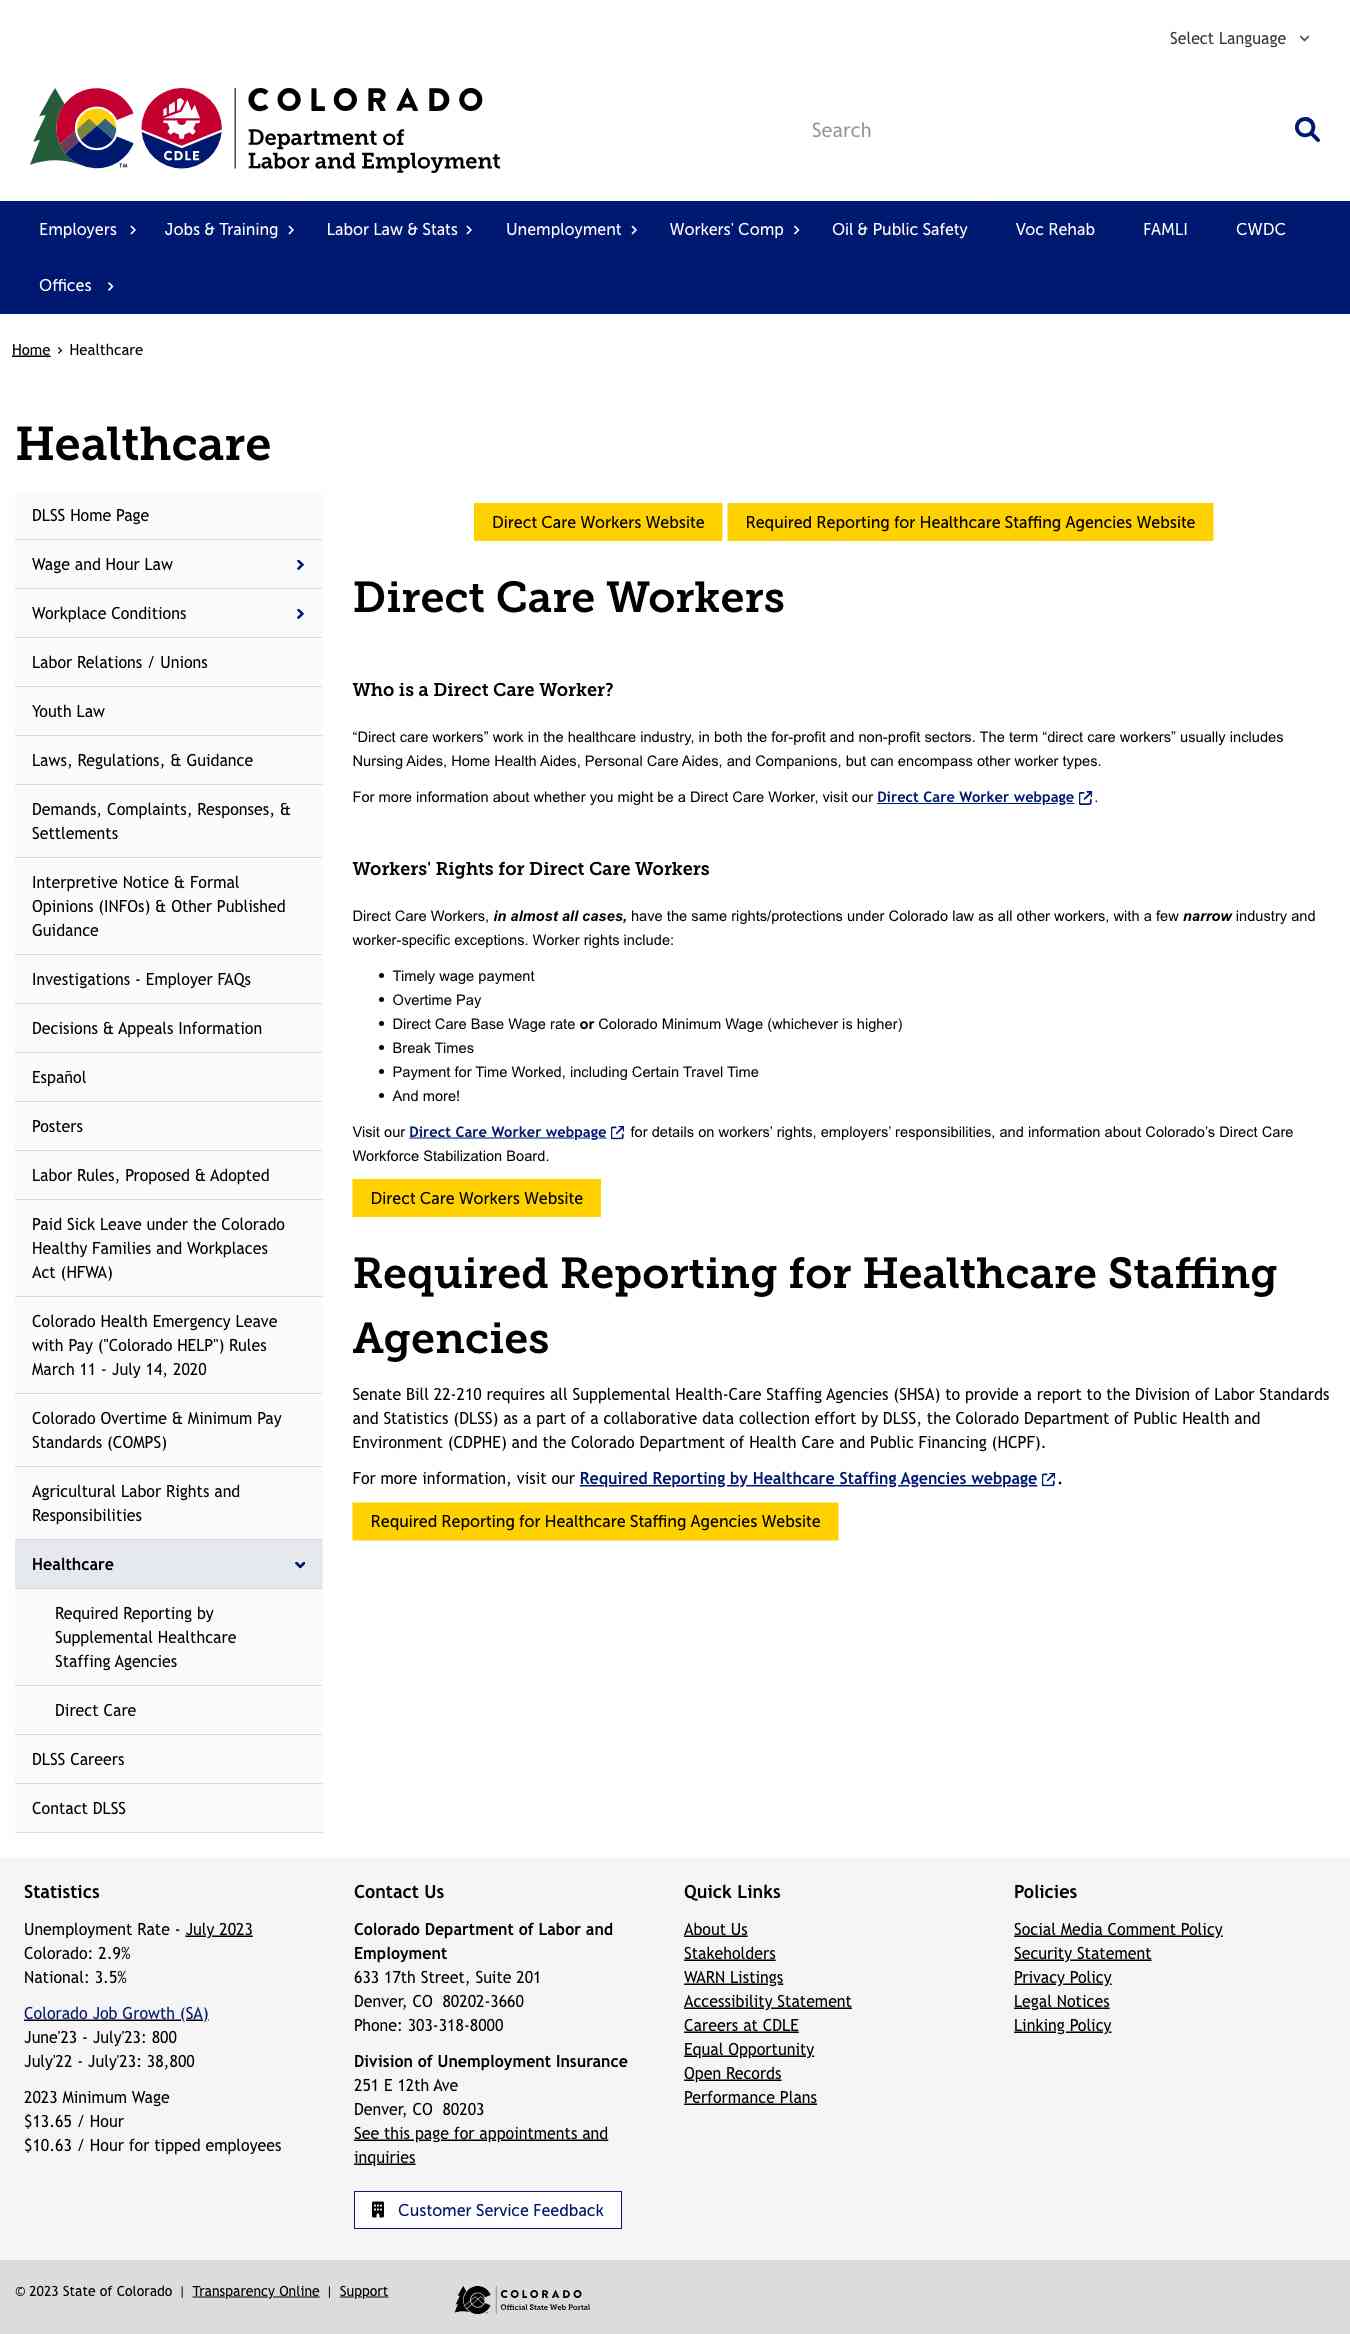 Select Language
COLORADO
Department of
Labor and Employment
CDLE
TM
Search
Employers
Jobs & Training
Labor Law & Stats
Unemployment
Workers' Comp
Oil & Public Safety
Voc Rehab
FAMLI
CWDC
Offices
Home › Healthcare
Healthcare
DLSS Home Page
Wage and Hour Law
Workplace Conditions
Labor Relations / Unions
Youth Law
Laws, Regulations, & Guidance
Demands, Complaints, Responses, &
Settlements
Interpretive Notice & Formal
Opinions (INFOs) & Other Published
Guidance
Investigations - Employer FAQs
Decisions & Appeals Information
Español
Posters
Labor Rules, Proposed & Adopted
Paid Sick Leave under the Colorado
Healthy Families and Workplaces
Act (HFWA)
Colorado Health Emergency Leave
with Pay ("Colorado HELP") Rules
March 11 - July 14, 2020
Colorado Overtime & Minimum Pay
Standards (COMPS)
Agricultural Labor Rights and
Responsibilities
Healthcare
Required Reporting by
Supplemental Healthcare
Staffing Agencies
Direct Care
DLSS Careers
Contact DLSS
Direct Care Workers Website
Required Reporting for Healthcare Staffing Agencies Website
Direct Care Workers
Who is a Direct Care Worker?
“Direct care workers” work in the healthcare industry, in both the for-profit and non-profit sectors. The term “direct care workers” usually includes
Nursing Aides, Home Health Aides, Personal Care Aides, and Companions, but can encompass other worker types.
For more information about whether you might be a Direct Care Worker, visit our Direct Care Worker webpage.
Workers' Rights for Direct Care Workers
Direct Care Workers, in almost all cases, have the same rights/protections under Colorado law as all other workers, with a few narrow industry and
worker-specific exceptions. Worker rights include:
• Timely wage payment
• Overtime Pay
• Direct Care Base Wage rate or Colorado Minimum Wage (whichever is higher)
• Break Times
• Payment for Time Worked, including Certain Travel Time
• And more!
Visit our Direct Care Worker webpage for details on workers’ rights, employers’ responsibilities, and information about Colorado’s Direct Care
Workforce Stabilization Board.
Direct Care Workers Website
Required Reporting for Healthcare Staffing
Agencies
Senate Bill 22-210 requires all Supplemental Health-Care Staffing Agencies (SHSA) to provide a report to the Division of Labor Standards
and Statistics (DLSS) as a part of a collaborative data collection effort by DLSS, the Colorado Department of Public Health and
Environment (CDPHE) and the Colorado Department of Health Care and Public Financing (HCPF).
For more information, visit our Required Reporting by Healthcare Staffing Agencies webpage.
Required Reporting for Healthcare Staffing Agencies Website
Statistics
Unemployment Rate - July 2023
Colorado: 2.9%
National: 3.5%
Colorado Job Growth (SA)
June'23 - July'23: 800
July'22 - July'23: 38,800
2023 Minimum Wage
$13.65 / Hour
$10.63 / Hour for tipped employees
Contact Us
Colorado Department of Labor and
Employment
633 17th Street, Suite 201
Denver, CO 80202-3660
Phone: 303-318-8000
Division of Unemployment Insurance
251 E 12th Ave
Denver, CO 80203
See this page for appointments and
inquiries
Customer Service Feedback
Quick Links
About Us
Stakeholders
WARN Listings
Accessibility Statement
Careers at CDLE
Equal Opportunity
Open Records
Performance Plans
Policies
Social Media Comment Policy
Security Statement
Privacy Policy
Legal Notices
Linking Policy
© 2023 State of Colorado | Transparency Online | Support
COLORADO
Official State Web Portal